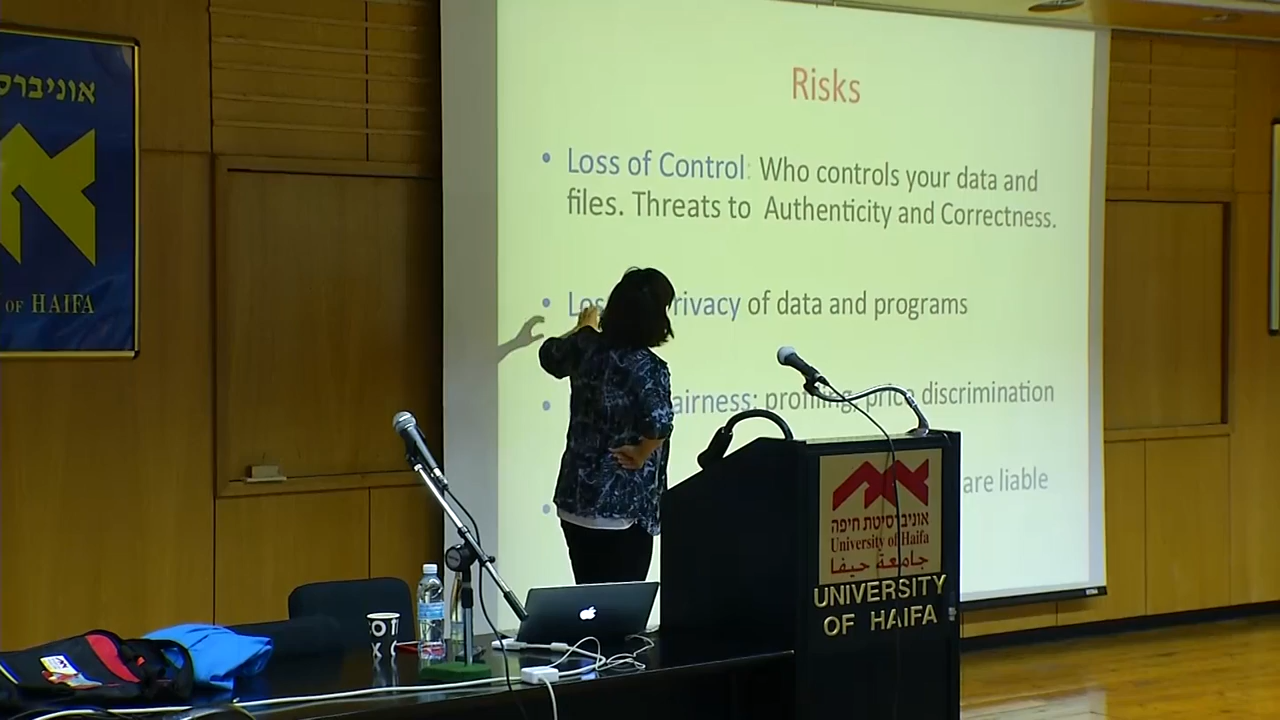 Risks
• Loss of Control: Who controls your data and
files. Threats to Authenticity and Correctness.
• rivacy of data and programs
• airness: profiling, price discrimination
• are liable
OF HAIFA
אוניברסיטת חיפה
University of Haifa
جامعة حيفا
UNIVERSITY
OF HAIFA